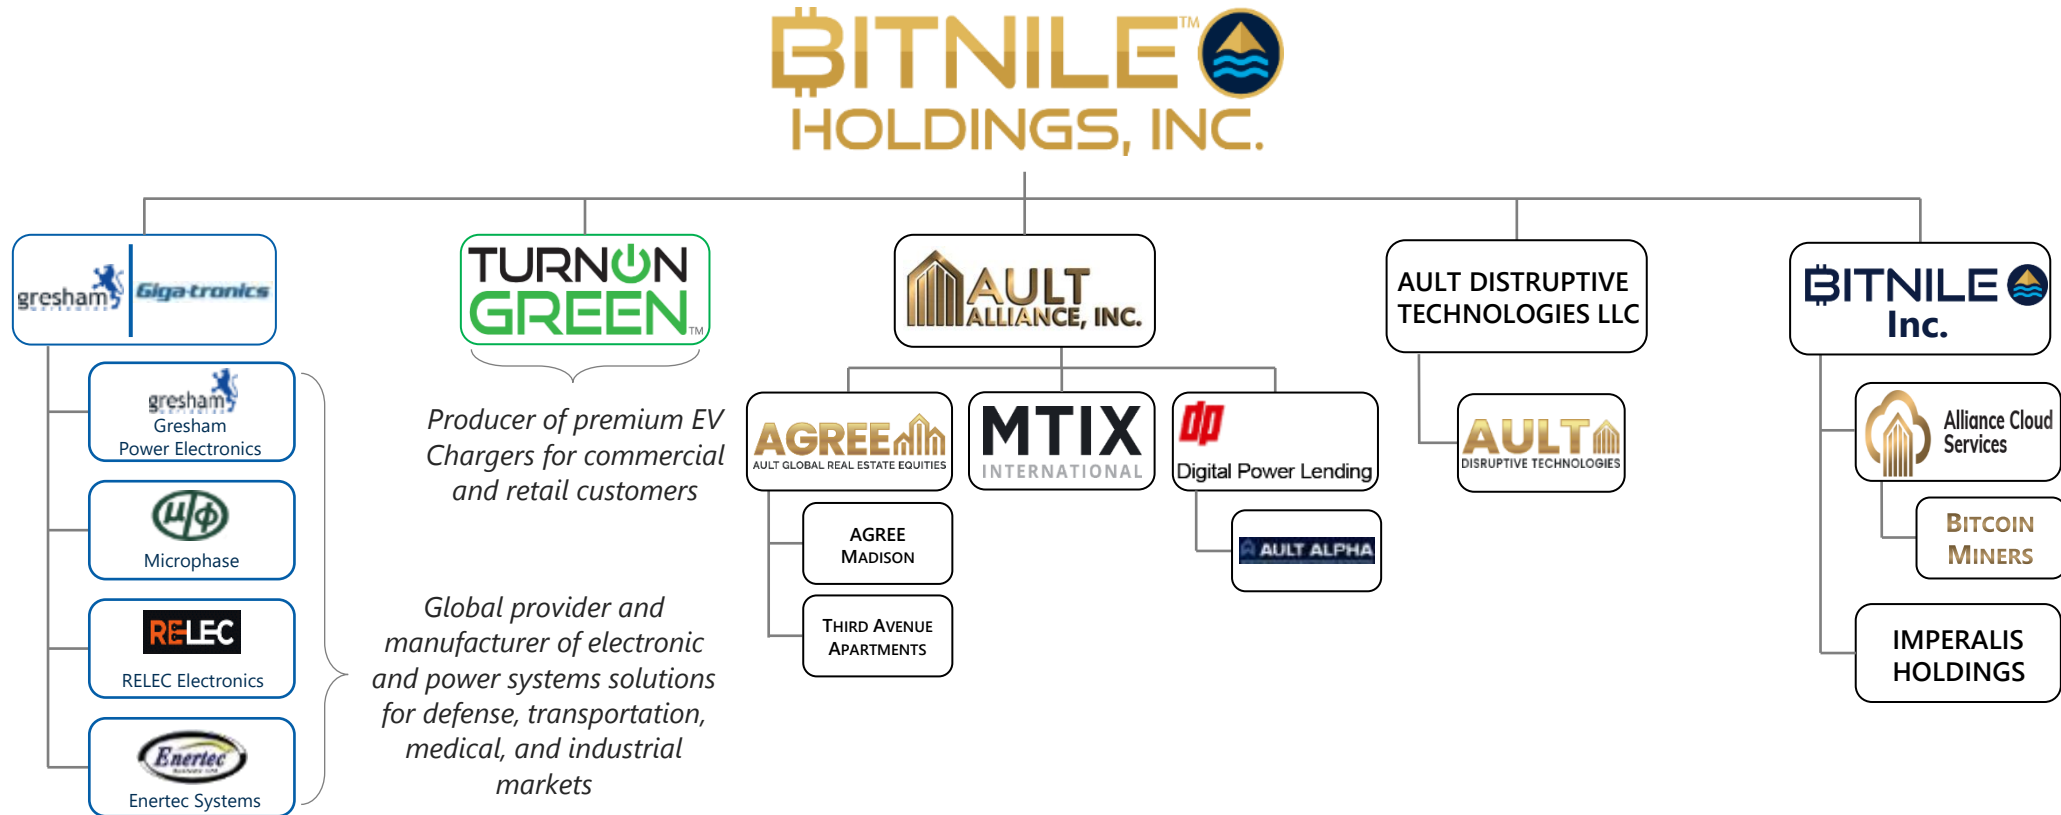 BITNILE™
HOLDINGS, INC.
gresham
Giga-tronics
gresham
Gresham
Power Electronics
μ/φ
Microphase
RELEC
RELEC Electronics
Enertec
Enertec Systems
Global provider and
manufacturer of electronic
and power systems solutions
for defense, transportation,
medical, and industrial
markets
TURNON
GREEN™
Producer of premium EV
Chargers for commercial
and retail customers
AULT
ALLIANCE, INC.
AGREE
AULT GLOBAL REAL ESTATE EQUITIES
AGREE
MADISON
THIRD AVENUE
APARTMENTS
MTIX
INTERNATIONAL
dp
Digital Power Lending
AULT ALPHA
AULT DISTRUPTIVE
TECHNOLOGIES LLC
AULT
DISRUPTIVE TECHNOLOGIES
BITNILE
Inc.
Alliance Cloud
Services
BITCOIN
MINERS
IMPERALIS
HOLDINGS